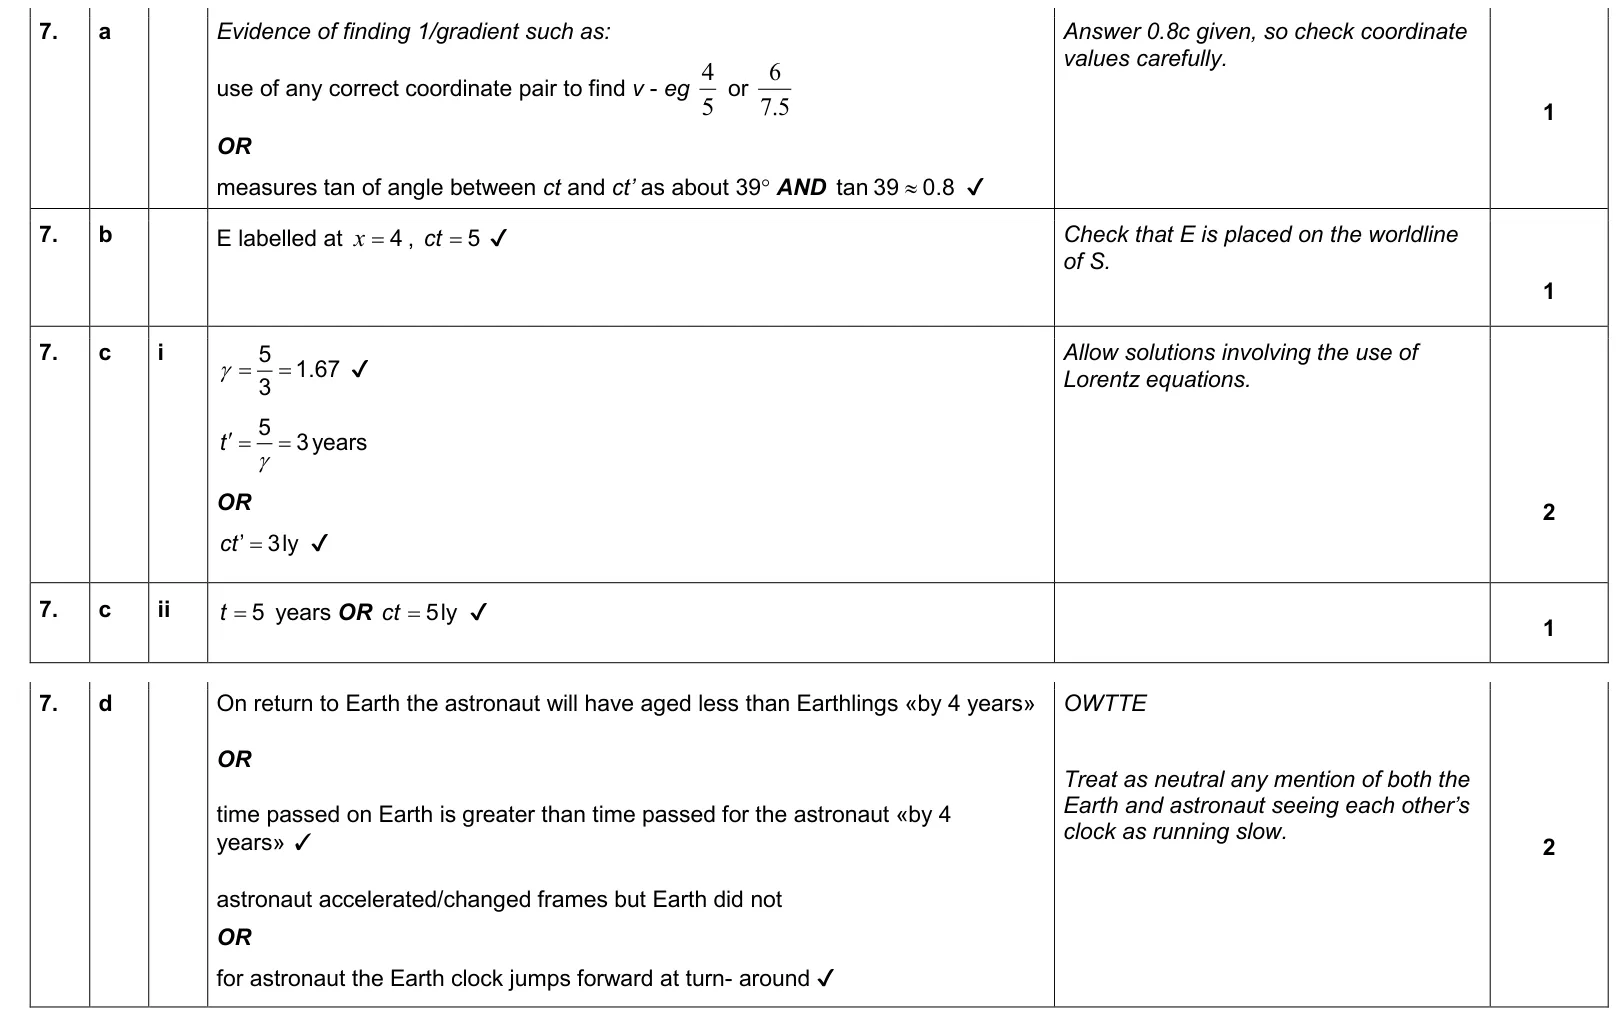 7. a Evidence of finding 1/gradient such as: Answer 0.8c given, so check coordinate
values carefully.
use of any correct coordinate pair to find v - eg 4/5 or 6/7.5
1
OR
measures tan of angle between ct and ct’ as about 39° AND tan 39 ≈ 0.8 ✓
7. b E labelled at x = 4 , ct = 5 ✓ Check that E is placed on the worldline
of S.
1
7. c i γ = 5/3 = 1.67 ✓ Allow solutions involving the use of
Lorentz equations.
t′ = 5/γ = 3 years
OR
2
ct’ = 3 ly ✓
7. c ii t = 5 years OR ct = 5 ly ✓
1
7. d On return to Earth the astronaut will have aged less than Earthlings «by 4 years» OWTTE
OR
Treat as neutral any mention of both the
Earth and astronaut seeing each other’s
clock as running slow.
time passed on Earth is greater than time passed for the astronaut «by 4
years» ✓
2
astronaut accelerated/changed frames but Earth did not
OR
for astronaut the Earth clock jumps forward at turn- around ✓